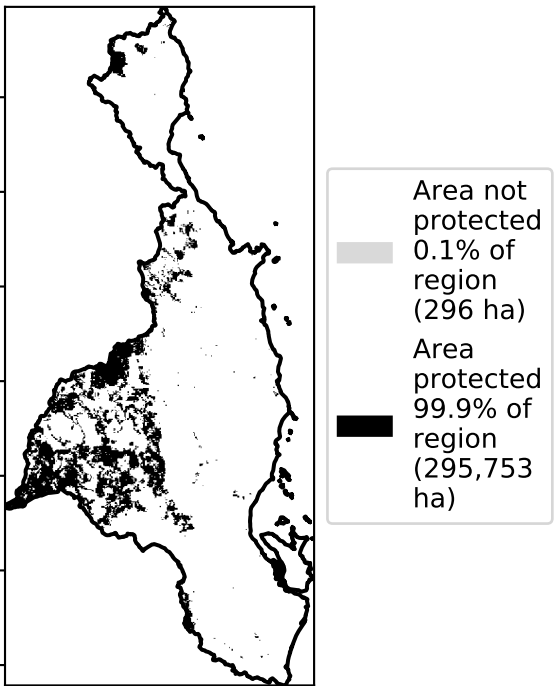 Area not
protected
0.1% of
region
(296 ha)
Area
protected
99.9% of
region
(295,753
ha)